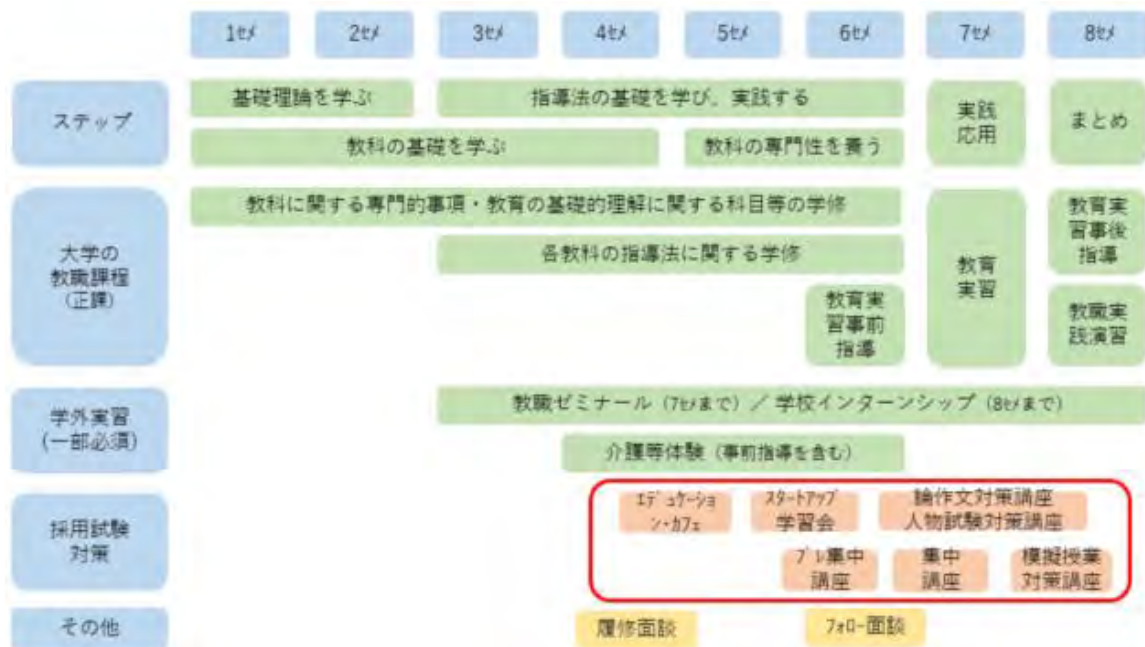 1ｾﾒ 2ｾﾒ 3ｾﾒ 4ｾﾒ 5ｾﾒ 6ｾﾒ 7ｾﾒ 8ｾﾒ
ステップ
基礎理論を学ぶ
指導法の基礎を学び、実践する
教科の基礎を学ぶ
教科の専門性を養う
実践
応用
まとめ
大学の
教職課程
(正課)
教科に関する専門的事項・教育の基礎的理解に関する科目等の学修
各教科の指導法に関する学修
教育実
習事前
指導
教育
実習
教育実
習事後
指導
教職実
践演習
学外実習
(一部必須)
教職ゼミナール (7ｾﾒまで) / 学校インターンシップ (8ｾﾒまで)
介護等体験 (事前指導を含む)
採用試験
対策
ｴﾃﾞｭｹｰｼｮ
ﾝ・ｶﾌｪ
ｽﾀｰﾄｱｯﾌﾟ
学習会
論作文対策講座
人物試験対策講座
ﾌﾟﾚ集中
講座
集中
講座
模擬授業
対策講座
その他
履修面談
ﾌｫﾛｰ面談